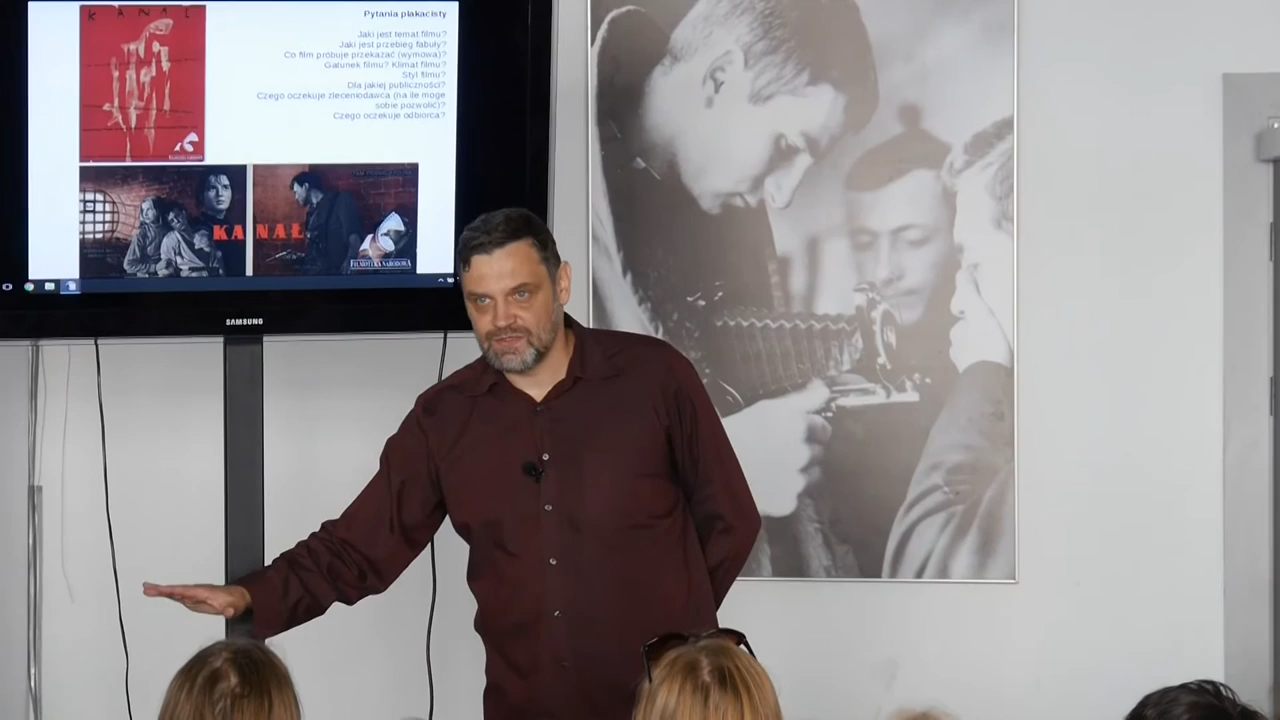 KANAŁ
Pytania plakacisty
Jaki jest temat filmu?
Jaki jest przebieg fabuły?
Co film próbuje przekazać (wymowa)?
Gatunek filmu? Klimat filmu?
Styl filmu?
Dla jakiej publiczności?
Czego oczekuje zleceniodawca (na ile mogę
sobie pozwolić)?
Czego oczekuje odbiorca?
KANAŁ
FILMOTEKA NARODOWA
SAMSUNG